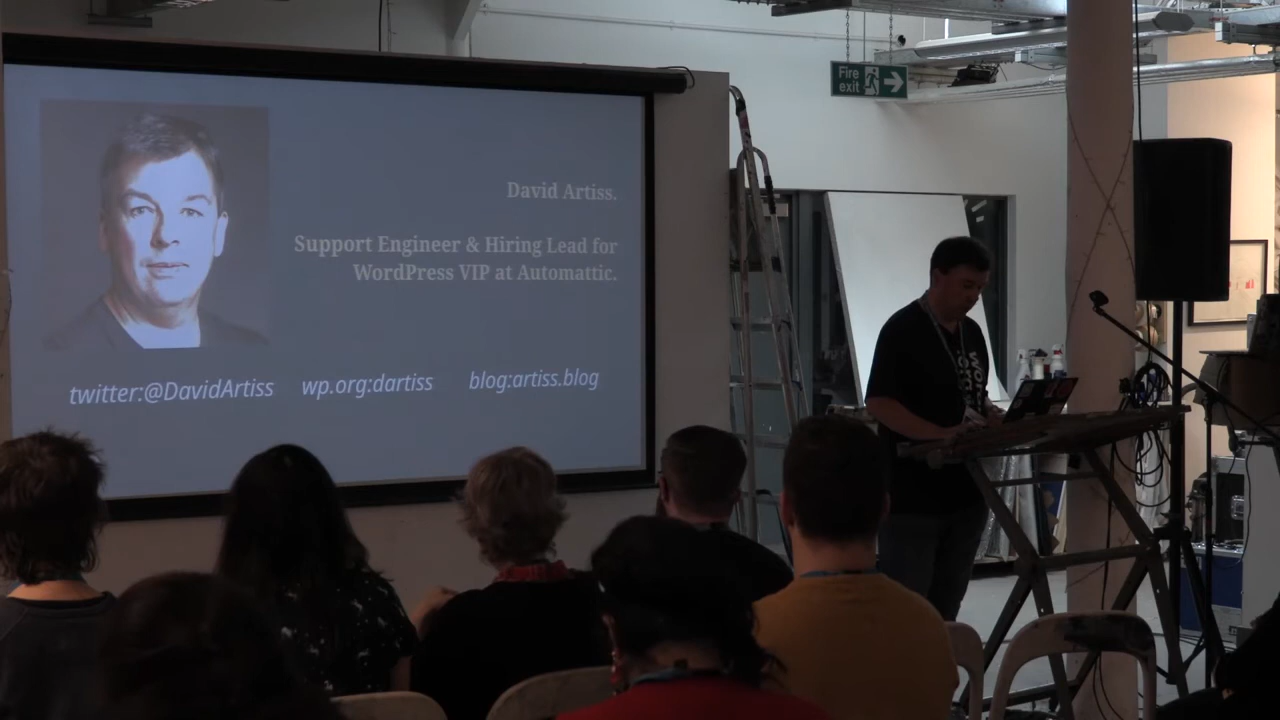 David Artiss.
Support Engineer & Hiring Lead for
WordPress VIP at Automattic.
twitter:@DavidArtiss wp.org:dartiss blog:artiss.blog
Fire
exit